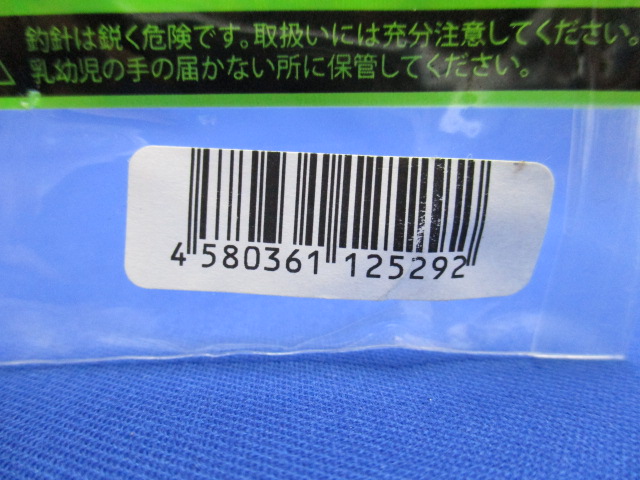 釣針は鋭く危険です。取扱いには充分注意してください。
乳幼児の手の届かない所に保管してください。
4 580361 125292